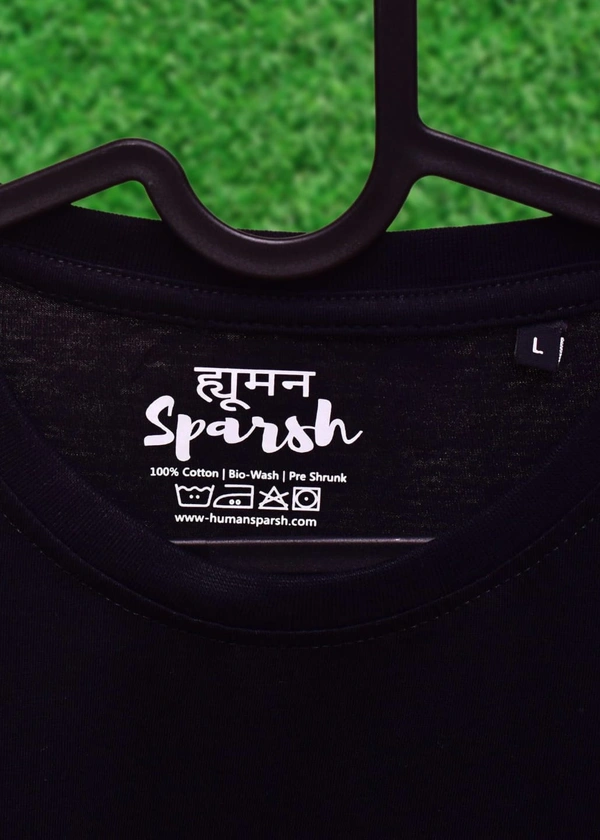 ह्यूमन
Sparsh
100% Cotton | Bio-Wash | Pre Shrunk
www-humansparsh.com
L